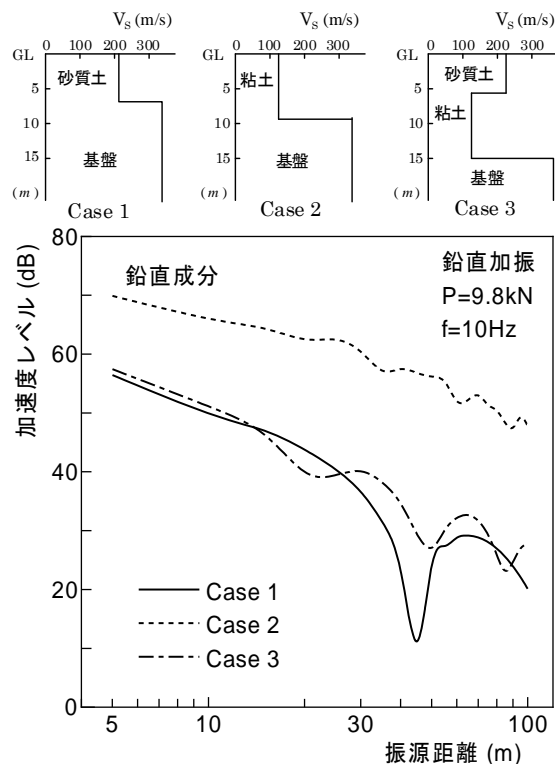 V_S (m/s)
0 100 200 300
GL
砂質土
5
10
基盤
15
(m)
Case 1
V_S (m/s)
0 100 200 300
GL
粘土
5
10
基盤
15
(m)
Case 2
V_S (m/s)
0 100 200 300
GL
砂質土
5
粘土
10
15
基盤
(m)
Case 3
80
60
40
20
0
加速度レベル (dB)
鉛直成分
鉛直加振
P=9.8kN
f=10Hz
Case 1
Case 2
Case 3
5 10 30 100
振源距離 (m)